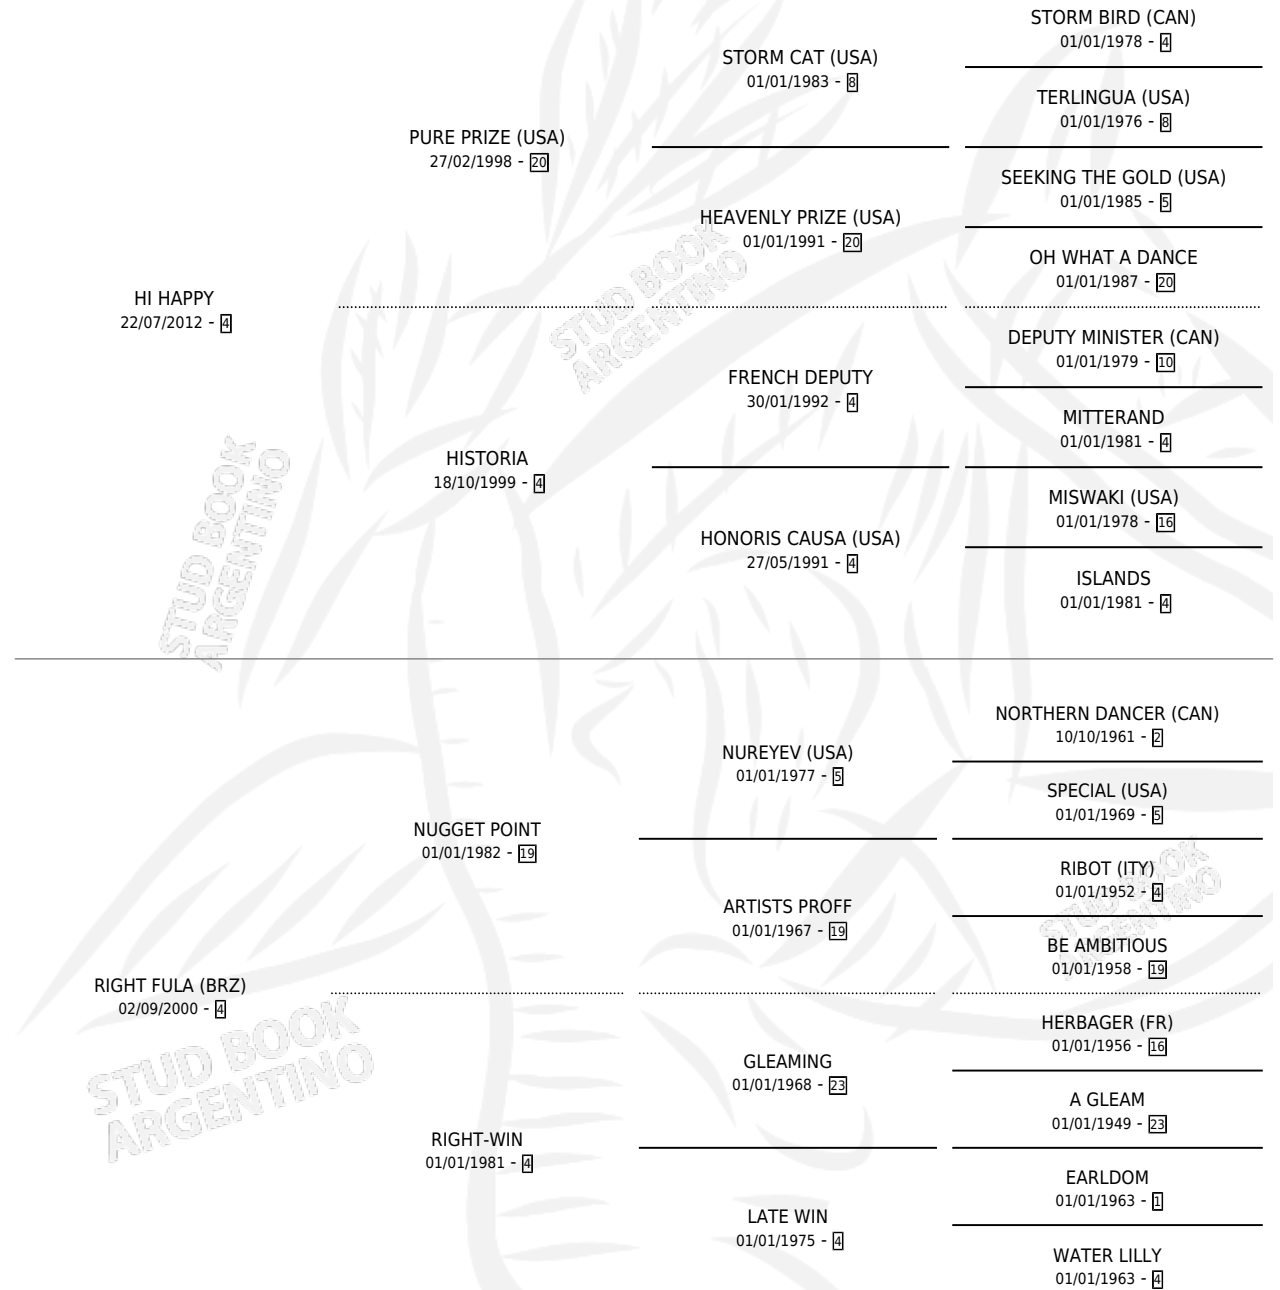 STORM BIRD (CAN)
01/01/1978 - 4
STORM CAT (USA)
01/01/1983 - 8
TERLINGUA (USA)
01/01/1976 - 8
PURE PRIZE (USA)
27/02/1998 - 20
SEEKING THE GOLD (USA)
01/01/1985 - 5
HEAVENLY PRIZE (USA)
01/01/1991 - 20
OH WHAT A DANCE
01/01/1987 - 20
HI HAPPY
22/07/2012 - 4
DEPUTY MINISTER (CAN)
01/01/1979 - 10
FRENCH DEPUTY
30/01/1992 - 4
MITTERAND
01/01/1981 - 4
HISTORIA
18/10/1999 - 4
MISWAKI (USA)
01/01/1978 - 16
HONORIS CAUSA (USA)
27/05/1991 - 4
ISLANDS
01/01/1981 - 4
STUD BOOK
ARGENTINO
STUD BOOK
ARGENTINO
NORTHERN DANCER (CAN)
10/10/1961 - 2
NUREYEV (USA)
01/01/1977 - 5
SPECIAL (USA)
01/01/1969 - 5
NUGGET POINT
01/01/1982 - 19
RIBOT (ITY)
01/01/1952 - 4
ARTISTS PROFF
01/01/1967 - 19
BE AMBITIOUS
01/01/1958 - 19
RIGHT FULA (BRZ)
02/09/2000 - 4
HERBAGER (FR)
01/01/1956 - 16
GLEAMING
01/01/1968 - 23
A GLEAM
01/01/1949 - 23
RIGHT-WIN
01/01/1981 - 4
EARLDOM
01/01/1963 - 1
LATE WIN
01/01/1975 - 4
WATER LILLY
01/01/1963 - 4
STUD BOOK
ARGENTINO
STUD BOOK
ARGENTINO